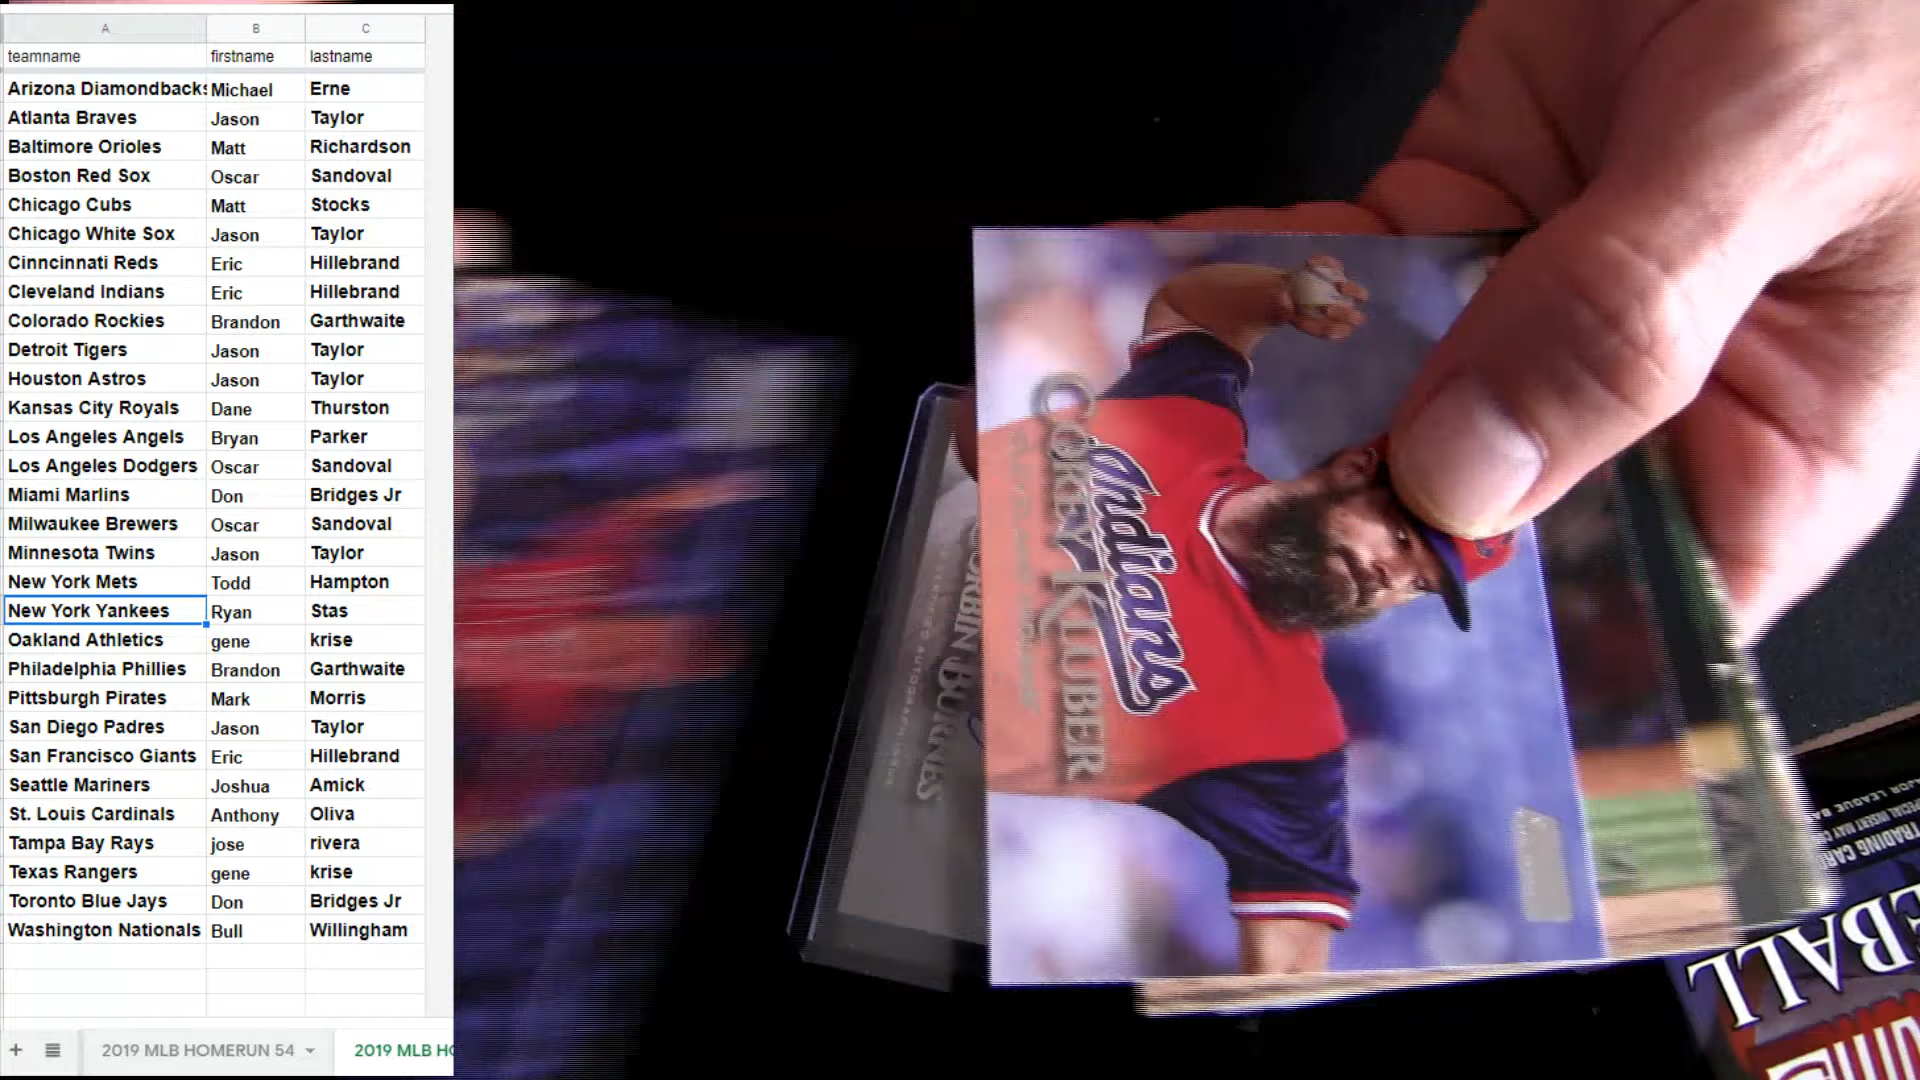 A B C
teamname firstname lastname
Arizona Diamondbacks Michael Erne
Atlanta Braves Jason Taylor
Baltimore Orioles Matt Richardson
Boston Red Sox Oscar Sandoval
Chicago Cubs Matt Stocks
Chicago White Sox Jason Taylor
Cinncinnati Reds Eric Hillebrand
Cleveland Indians Eric Hillebrand
Colorado Rockies Brandon Garthwaite
Detroit Tigers Jason Taylor
Houston Astros Jason Taylor
Kansas City Royals Dane Thurston
Los Angeles Angels Bryan Parker
Los Angeles Dodgers Oscar Sandoval
Miami Marlins Don Bridges Jr
Milwaukee Brewers Oscar Sandoval
Minnesota Twins Jason Taylor
New York Mets Todd Hampton
New York Yankees Ryan Stas
Oakland Athletics gene krise
Philadelphia Phillies Brandon Garthwaite
Pittsburgh Pirates Mark Morris
San Diego Padres Jason Taylor
San Francisco Giants Eric Hillebrand
Seattle Mariners Joshua Amick
St. Louis Cardinals Anthony Oliva
Tampa Bay Rays jose rivera
Texas Rangers gene krise
Toronto Blue Jays Don Bridges Jr
Washington Nationals Bull Willingham
+ 2019 MLB HOMERUN 54 2019 MLB HO
COREY KLUBER
Indians
CORBIN BURNES
EBALL